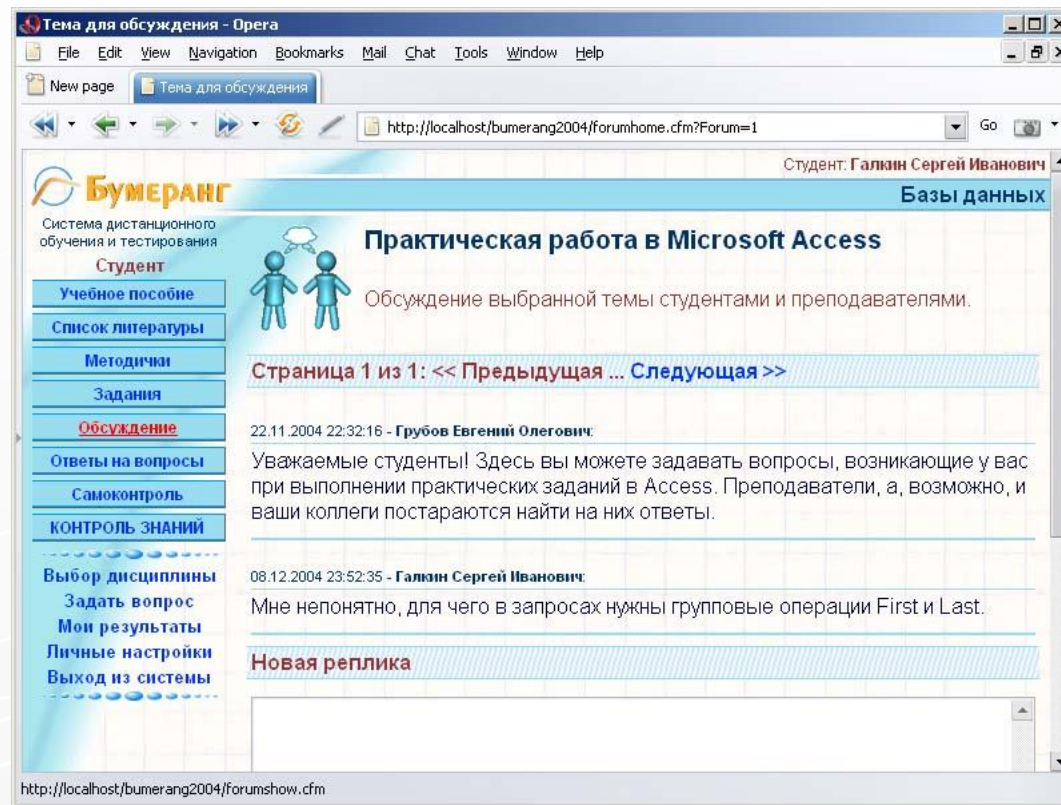 Тема для обсуждения - Opera
File Edit View Navigation Bookmarks Mail Chat Tools Window Help
New page Тема для обсуждения
http://localhost/bumerang2004/forumhome.cfm?Forum=1 Go
Студент: Галкин Сергей Иванович
Бумеранг
Базы данных
Система дистанционного
обучения и тестирования
Студент
Учебное пособие
Список литературы
Методички
Задания
Обсуждение
Ответы на вопросы
Самоконтроль
КОНТРОЛЬ ЗНАНИЙ
Выбор дисциплины
Задать вопрос
Мои результаты
Личные настройки
Выход из системы
Практическая работа в Microsoft Access
Обсуждение выбранной темы студентами и преподавателями.
Страница 1 из 1: << Предыдущая ... Следующая >>
22.11.2004 22:32:16 - Грубов Евгений Олегович:
Уважаемые студенты! Здесь вы можете задавать вопросы, возникающие у вас
при выполнении практических заданий в Access. Преподаватели, а, возможно, и
ваши коллеги постараются найти на них ответы.
08.12.2004 23:52:35 - Галкин Сергей Иванович:
Мне непонятно, для чего в запросах нужны групповые операции First и Last.
Новая реплика
http://localhost/bumerang2004/forumshow.cfm